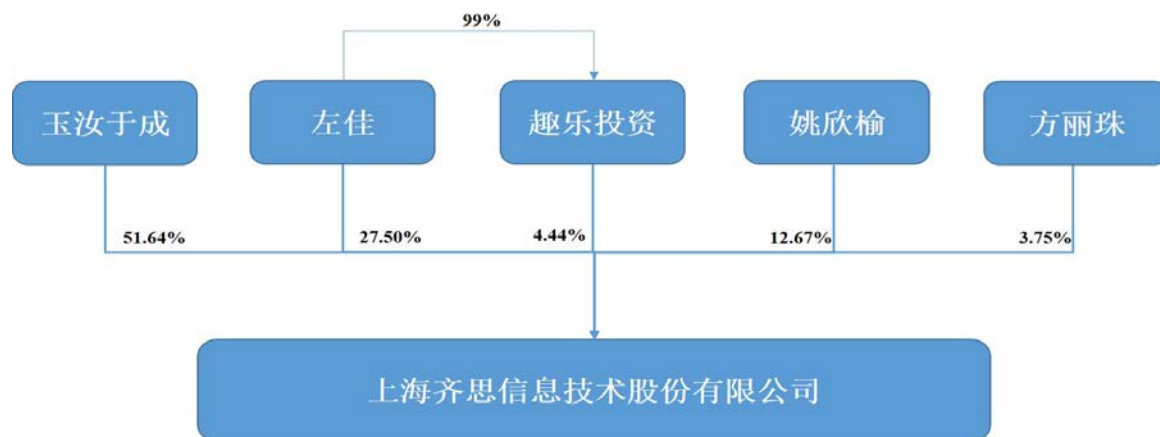 99%
玉汝于成
左佳
趣乐投资
姚欣榆
方丽珠
51.64%
27.50%
4.44%
12.67%
3.75%
上海齐思信息技术股份有限公司